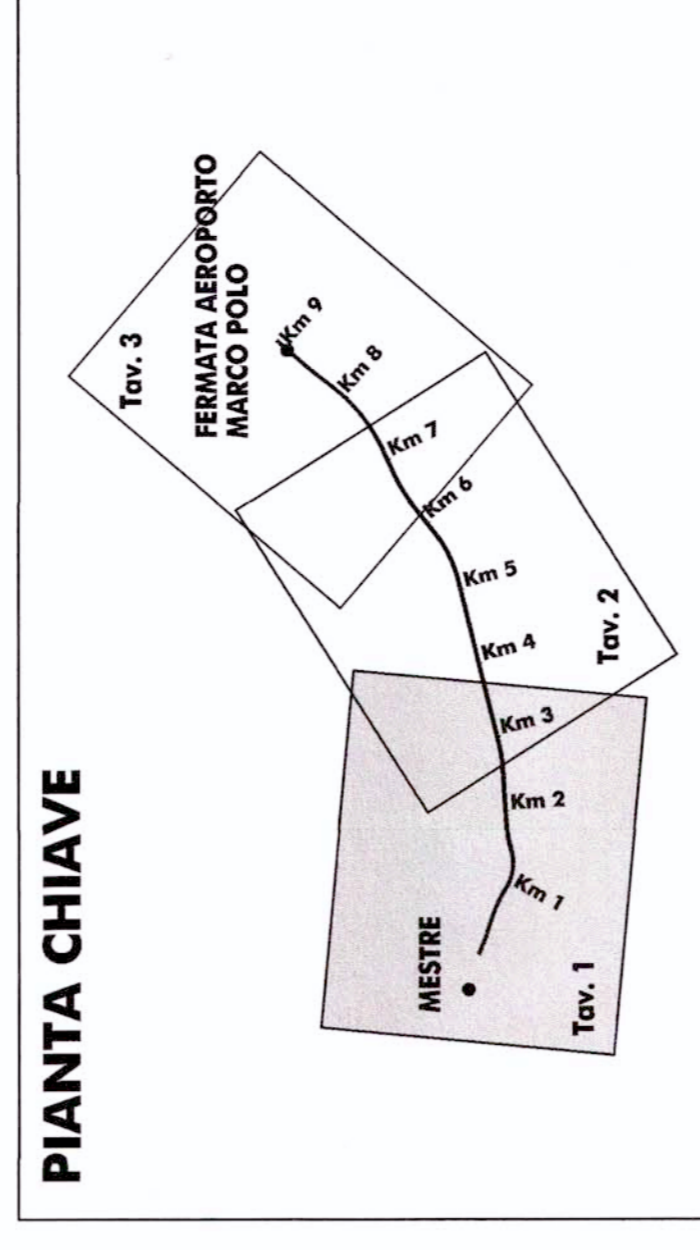 PIANTA CHIAVE
Tav. 3
FERMATA AEROPORTO
MARCO POLO
Km 9
Km 8
Km 7
Km 6
Km 5
Km 4
Tav. 2
Km 3
Km 2
Km 1
MESTRE
Tav. 1